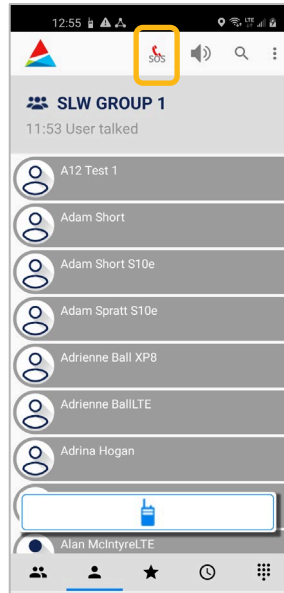 12:55
LTE
SOS
SLW GROUP 1
11:53 User talked
A12 Test 1
Adam Short
Adam Short S10e
Adam Spratt S10e
Adrienne Ball XP8
Adrienne BallLTE
Adrina Hogan
Alan McIntyreLTE